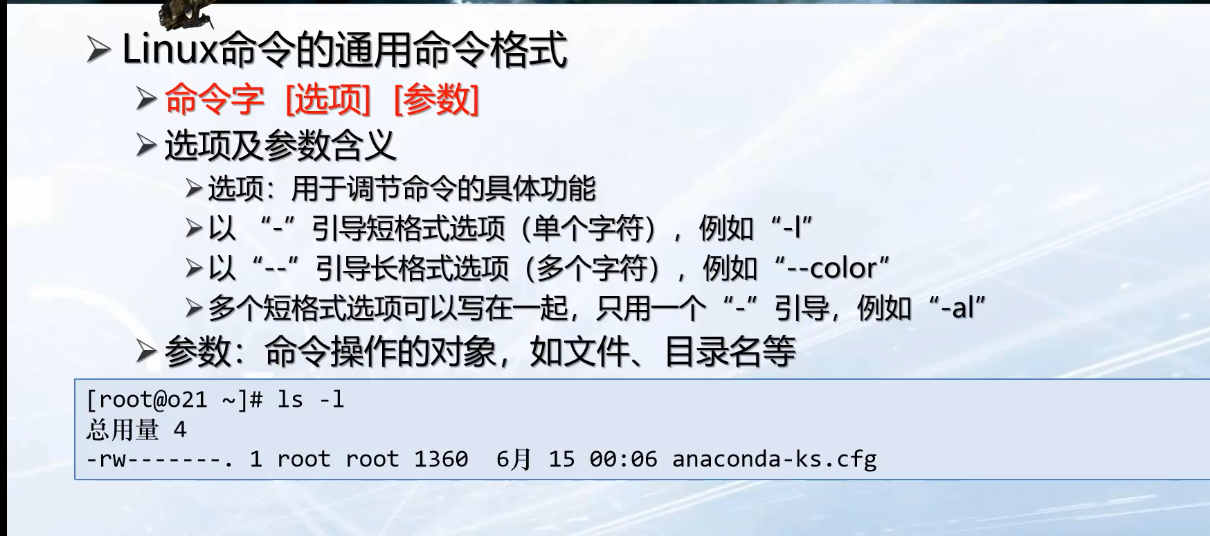 Linux命令的通用命令格式
命令字 [选项] [参数]
选项及参数含义
选项：用于调节命令的具体功能
以 “-”引导短格式选项（单个字符），例如“-l”
以“--”引导长格式选项（多个字符），例如“--color”
多个短格式选项可以写在一起，只用一个“-”引导，例如“-al”
参数：命令操作的对象，如文件、目录名等
[root@o21 ~]# ls -l
总用量 4
-rw-------. 1 root root 1360  6月 15 00:06 anaconda-ks.cfg